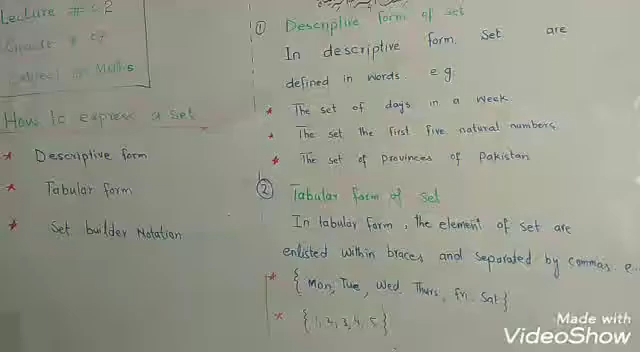 Lecture # 02
Subject = Maths
How to express a set
* Descriptive form
* Tabular form
* Set builder Notation
① Descriptive form of set
In descriptive form, set are
defined in words. e.g.
* The set of days in a week.
* The set the first five natural numbers
* The set of provinces of Pakistan
② Tabular form of set
In tabular form, the element of set are
enlisted within braces and separated by commas. e...
* { Mon, Tue, Wed, Thurs, Fri, Sat }
* { 1, 2, 3, 4, 5 }
Made with
VideoShow